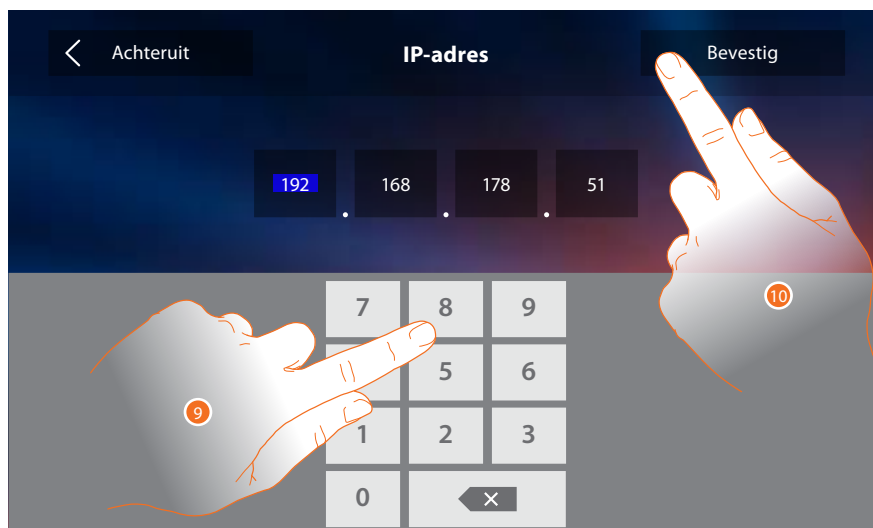 Achteruit IP-adres Bevestig
192 . 168 . 178 . 51
7 8 9
5 6
1 2 3
0
9
10